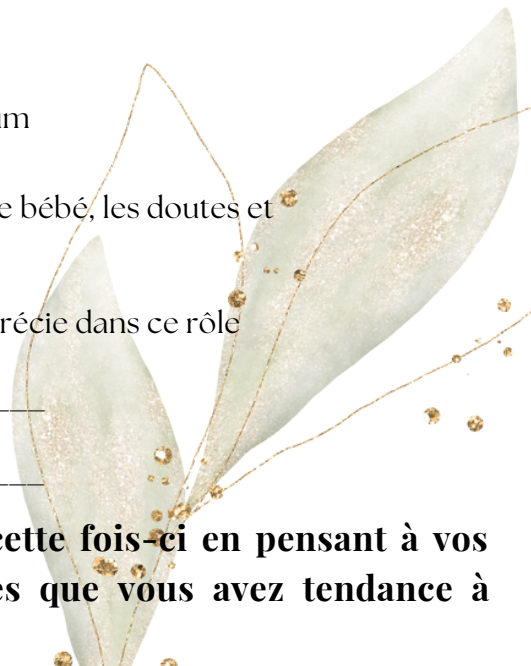 um
e bébé, les doutes et
récie dans ce rôle
cette fois-ci en pensant à vos
es que vous avez tendance à